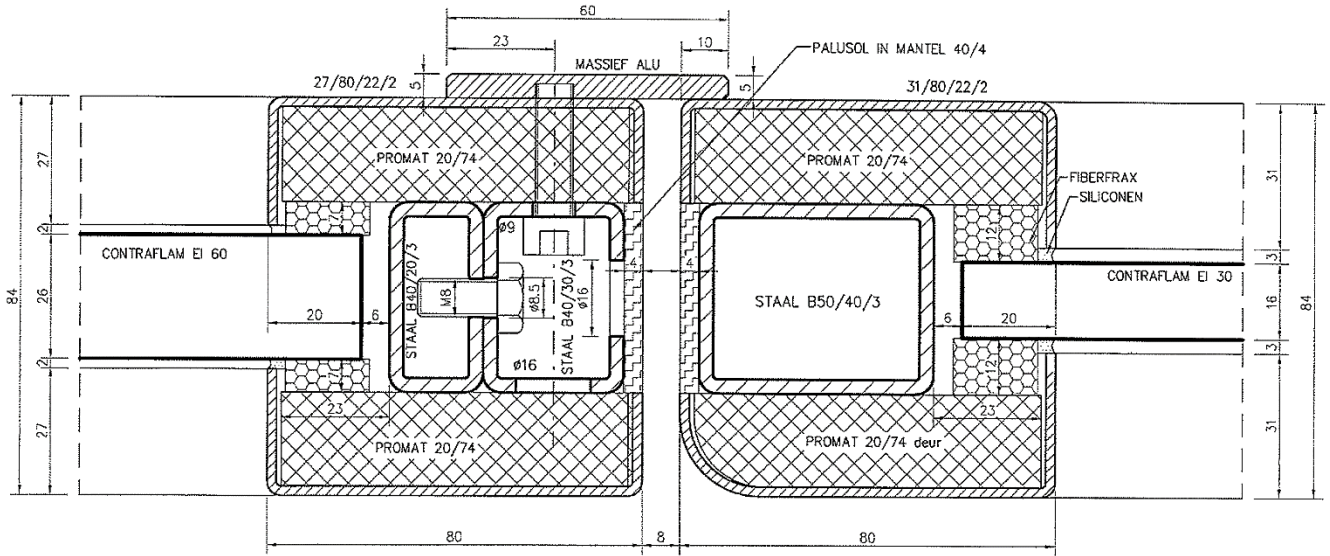 60
23
10
PALUSOL IN MANTEL 40/4
MASSIEF ALU
27/80/22/2
5
5
31/80/22/2
27
PROMAT 20/74
PROMAT 20/74
31
FIBERFRAX
SILICONEN
2
7
12
3
CONTRAFLAM EI 60
ø9
CONTRAFLAM EI 30
84
26
20
6
STAAL B40/20/3
M8
ø8.5
STAAL B40/30/3
ø16
4
4
STAAL B50/40/3
6
20
16
84
2
7
ø16
12
3
23
23
27
PROMAT 20/74
PROMAT 20/74 deur
31
80
8
80